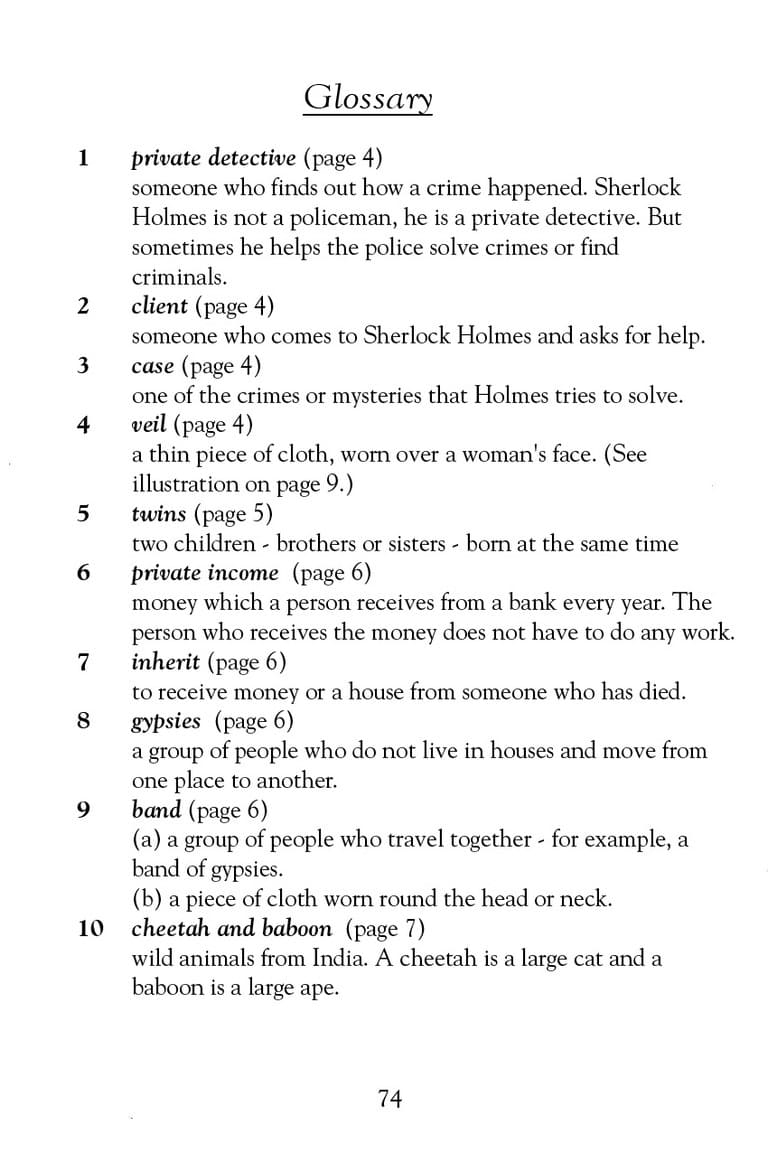 Glossary
1 private detective (page 4)
someone who finds out how a crime happened. Sherlock
Holmes is not a policeman, he is a private detective. But
sometimes he helps the police solve crimes or find
criminals.
2 client (page 4)
someone who comes to Sherlock Holmes and asks for help.
3 case (page 4)
one of the crimes or mysteries that Holmes tries to solve.
4 veil (page 4)
a thin piece of cloth, worn over a woman's face. (See
illustration on page 9.)
5 twins (page 5)
two children - brothers or sisters - born at the same time
6 private income (page 6)
money which a person receives from a bank every year. The
person who receives the money does not have to do any work.
7 inherit (page 6)
to receive money or a house from someone who has died.
8 gypsies (page 6)
a group of people who do not live in houses and move from
one place to another.
9 band (page 6)
(a) a group of people who travel together - for example, a
band of gypsies.
(b) a piece of cloth worn round the head or neck.
10 cheetah and baboon (page 7)
wild animals from India. A cheetah is a large cat and a
baboon is a large ape.
74